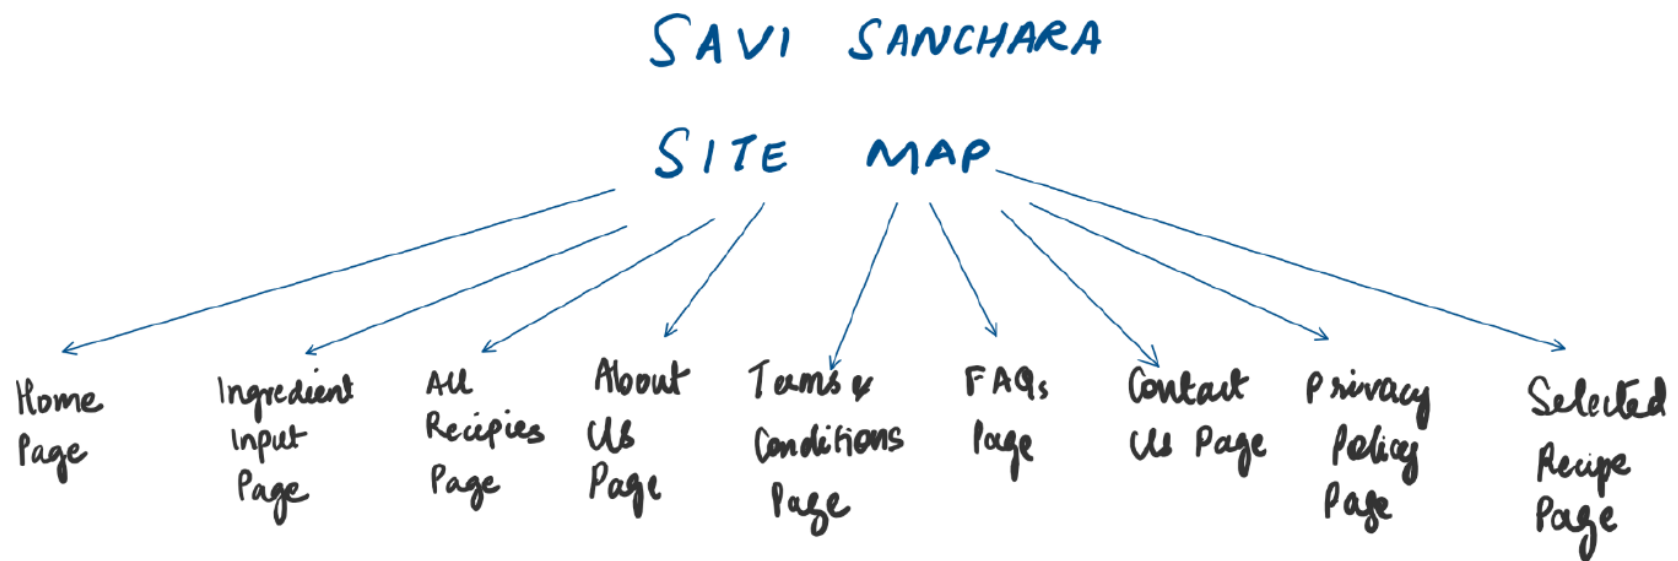 SAVI SANCHARA
SITE MAP
Home
Page
Ingredient
Input
Page
All
Recipies
Page
About
Us
Page
Terms &
Conditions
Page
FAQs
Page
Contact
Us Page
Privacy
Policy
Page
Selected
Recipe
Page